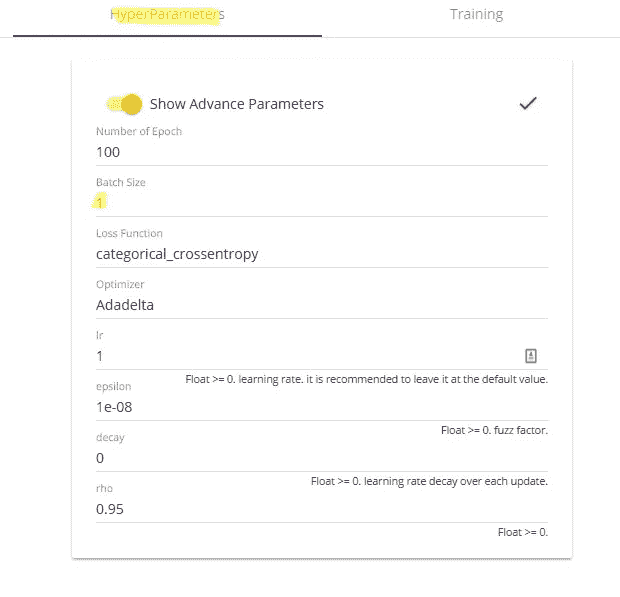 HyperParameters
Training
Show Advance Parameters
Number of Epoch
100
Batch Size
1
Loss Function
categorical_crossentropy
Optimizer
Adadelta
lr
1
Float >= 0. learning rate. it is recommended to leave it at the default value.
epsilon
1e-08
Float >= 0. fuzz factor.
decay
0
Float >= 0. learning rate decay over each update.
rho
0.95
Float >= 0.